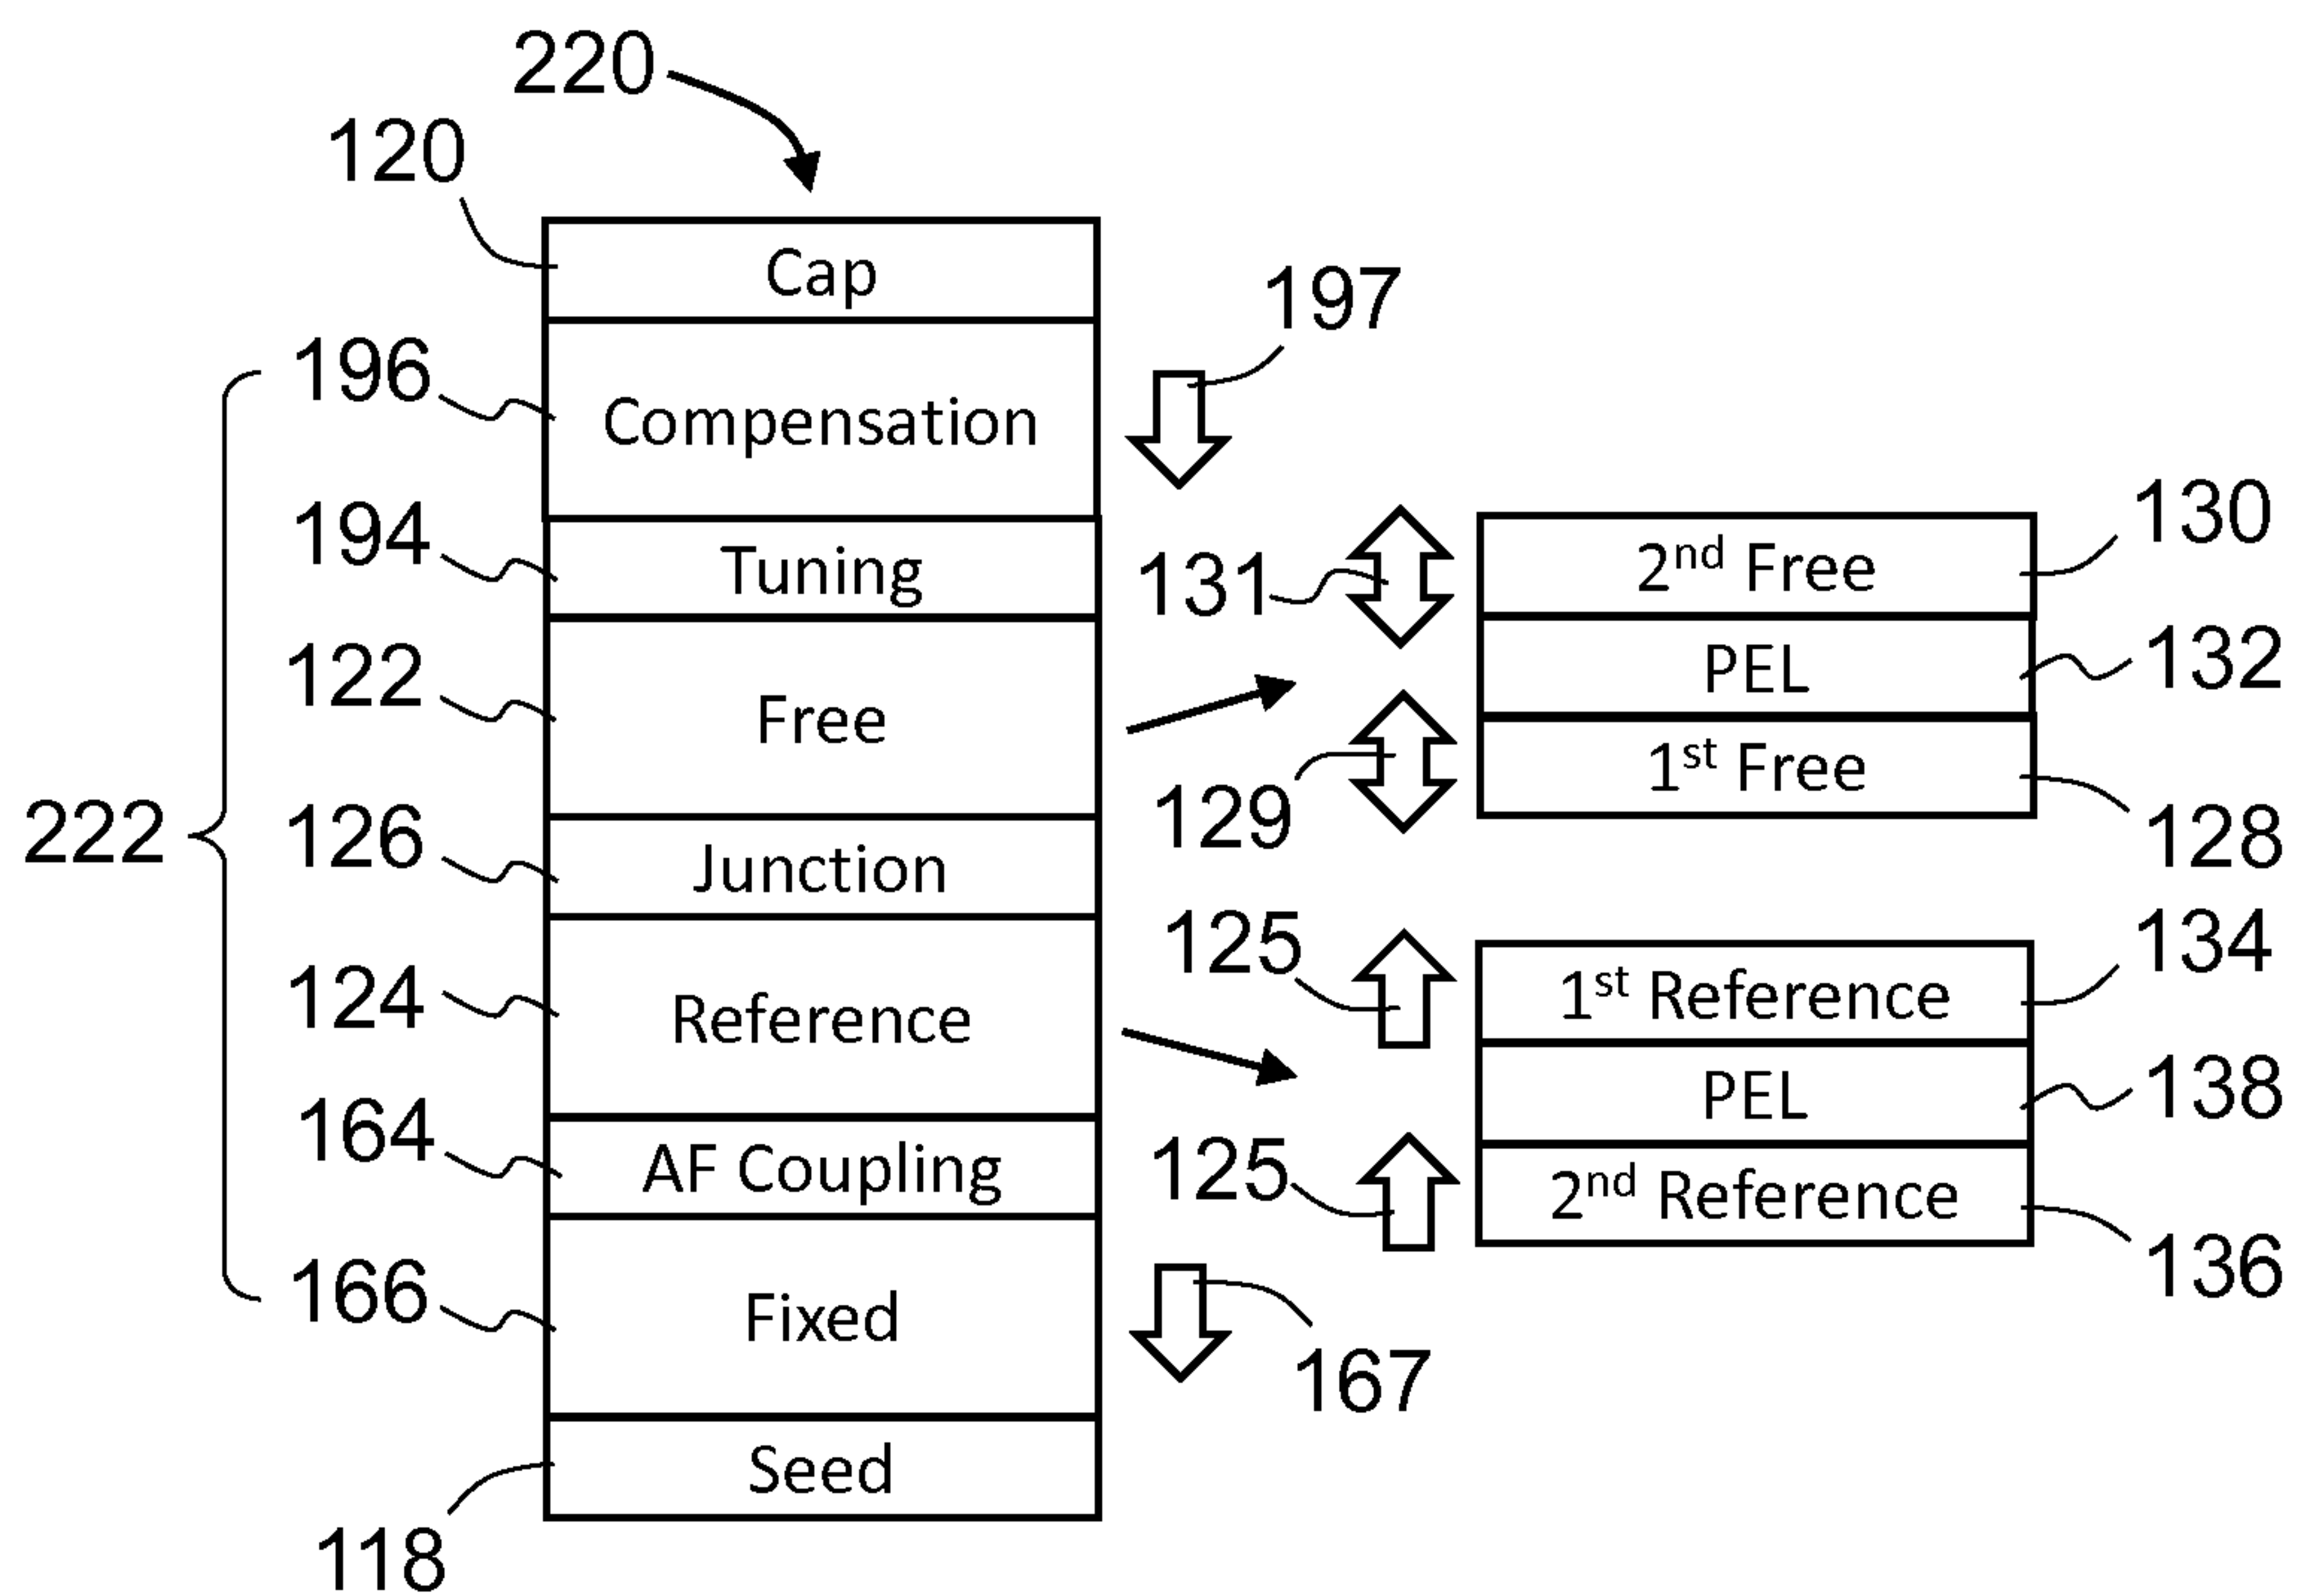 220
120
Cap
197
196
Compensation
130
194
Tuning
131
2nd Free
132
122
Free
PEL
129
1st Free
222
126
Junction
128
125
134
124
Reference
1st Reference
138
PEL
164
AF Coupling
125
2nd Reference
136
166
Fixed
167
Seed
118